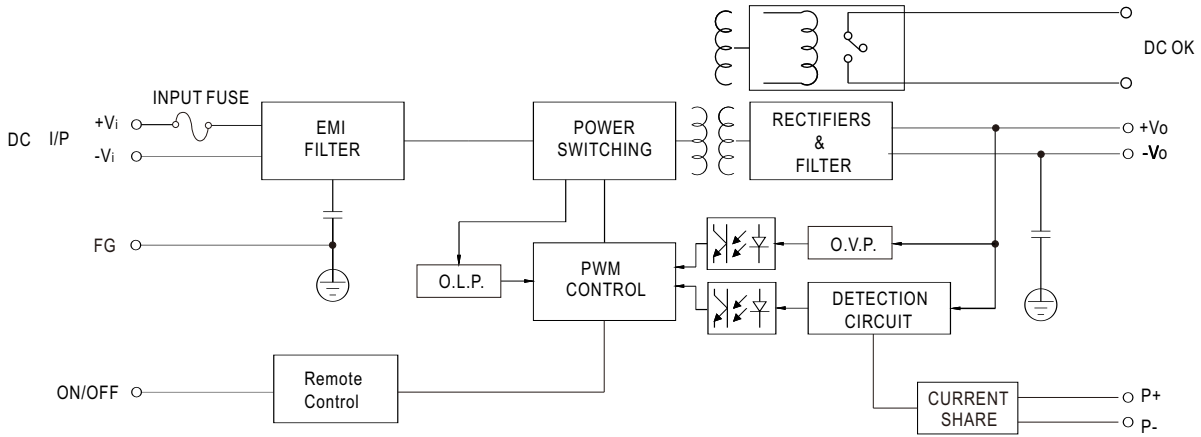 DC OK
INPUT FUSE
DC I/P
+Vi
-Vi
EMI
FILTER
POWER
SWITCHING
RECTIFIERS
&
FILTER
+Vo
-Vo
FG
O.L.P.
PWM
CONTROL
O.V.P.
DETECTION
CIRCUIT
ON/OFF
Remote
Control
CURRENT
SHARE
P+
P-